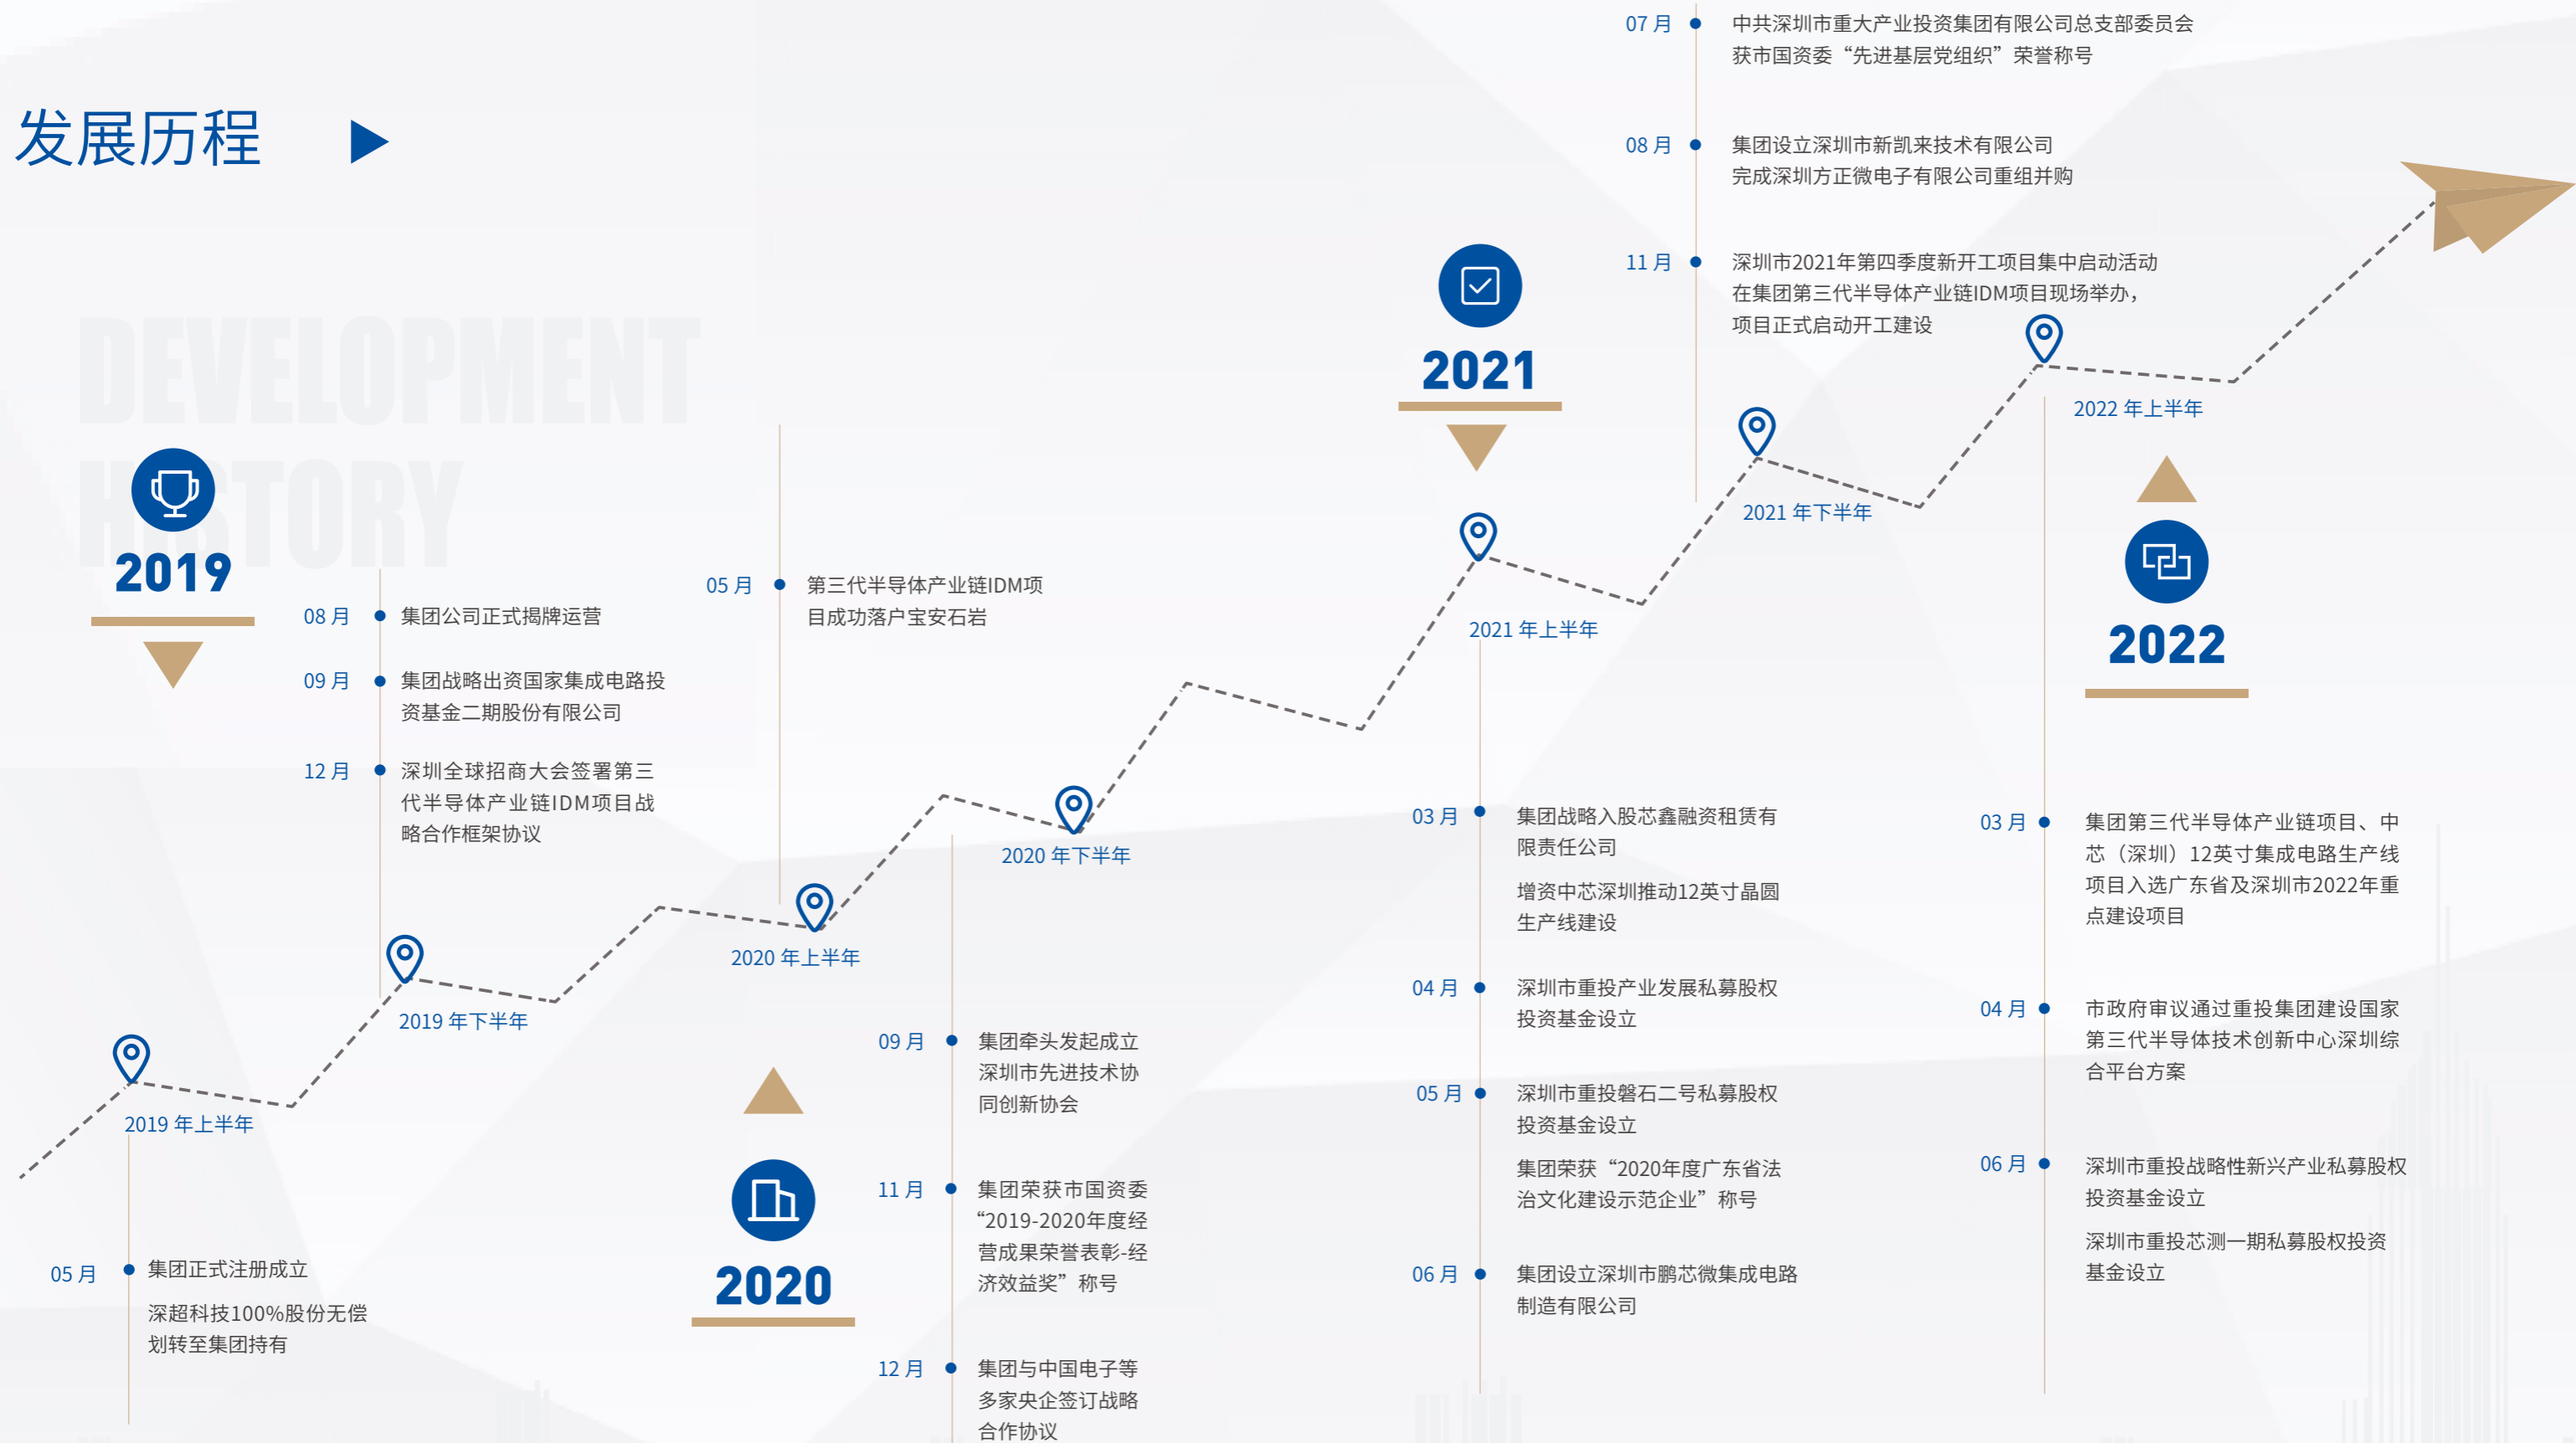 发展历程
DEVELOPMENT
HISTORY
2019
2019 年上半年
05 月
集团正式注册成立
深超科技100%股份无偿
划转至集团持有
2019 年下半年
08 月
集团公司正式揭牌运营
09 月
集团战略出资国家集成电路投
资基金二期股份有限公司
12 月
深圳全球招商大会签署第三
代半导体产业链IDM项目战
略合作框架协议
2020
2020 年上半年
05 月
第三代半导体产业链IDM项
目成功落户宝安石岩
2020 年下半年
09 月
集团牵头发起成立
深圳市先进技术协
同创新协会
11 月
集团荣获市国资委
“2019-2020年度经
营成果荣誉表彰-经
济效益奖”称号
12 月
集团与中国电子等
多家央企签订战略
合作协议
2021
2021 年上半年
03 月
集团战略入股芯鑫融资租赁有
限责任公司
增资中芯深圳推动12英寸晶圆
生产线建设
04 月
深圳市重投产业发展私募股权
投资基金设立
05 月
深圳市重投磐石二号私募股权
投资基金设立
集团荣获“2020年度广东省法
治文化建设示范企业”称号
06 月
集团设立深圳市鹏芯微集成电路
制造有限公司
2021 年下半年
07 月
中共深圳市重大产业投资集团有限公司总支部委员会
获市国资委“先进基层党组织”荣誉称号
08 月
集团设立深圳市新凯来技术有限公司
完成深圳方正微电子有限公司重组并购
11 月
深圳市2021年第四季度新开工项目集中启动活动
在集团第三代半导体产业链IDM项目现场举办，
项目正式启动开工建设
2022 年上半年
2022
03 月
集团第三代半导体产业链项目、中
芯（深圳）12英寸集成电路生产线
项目入选广东省及深圳市2022年重
点建设项目
04 月
市政府审议通过重投集团建设国家
第三代半导体技术创新中心深圳综
合平台方案
06 月
深圳市重投战略性新兴产业私募股权
投资基金设立
深圳市重投芯测一期私募股权投资
基金设立